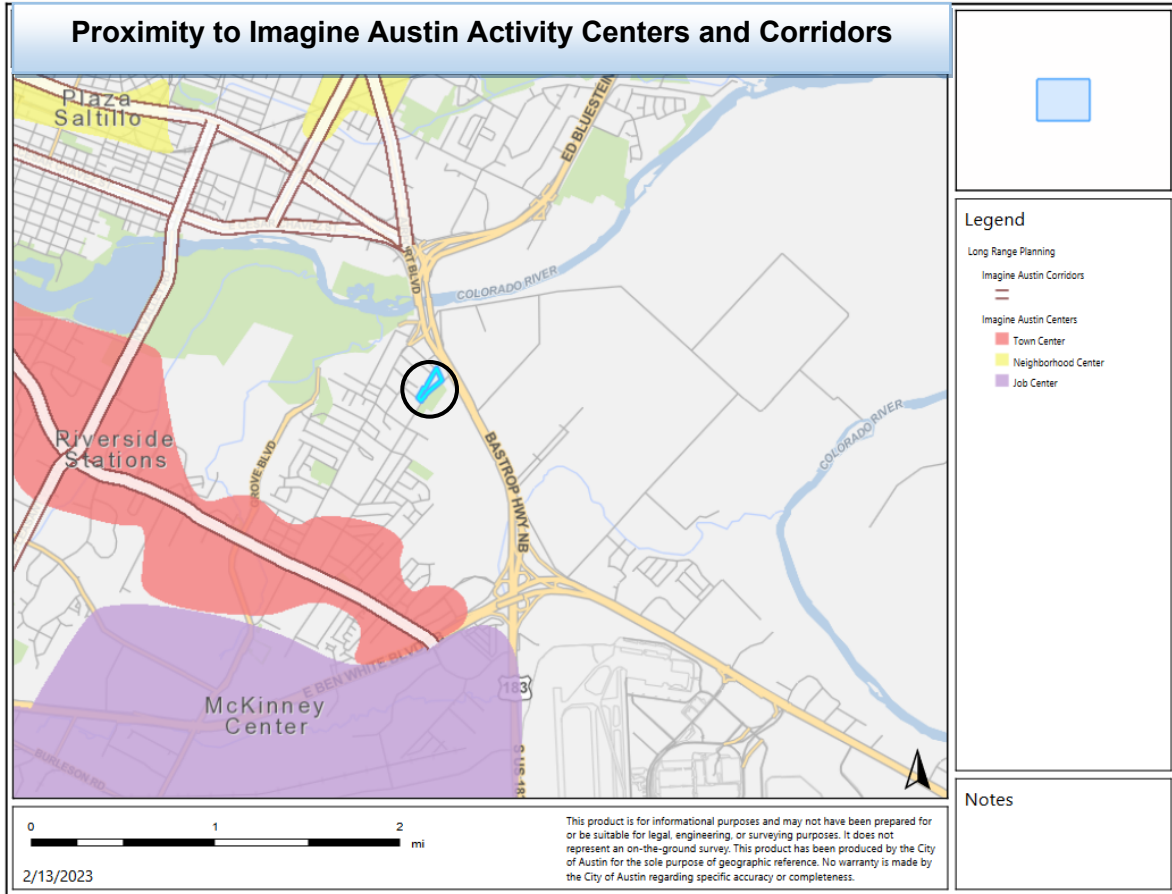 Proximity to Imagine Austin Activity Centers and Corridors
Plaza
Saltillo
ED BLUESTEIN
E CESAR CHAVEZ ST
RT BLVD
COLORADO RIVER
COLORADO RIVER
Riverside
Stations
GROVE BLVD
BASTROP HWY NB
E BEN WHITE BLVD
McKinney
Center
183
BURLESON RD
S US 183
Legend
Long Range Planning
Imagine Austin Corridors
Imagine Austin Centers
Town Center
Neighborhood Center
Job Center
Notes
0 1 2
mi
2/13/2023
This product is for informational purposes and may not have been prepared for
or be suitable for legal, engineering, or surveying purposes. It does not
represent an on-the-ground survey. This product has been produced by the City
of Austin for the sole purpose of geographic reference. No warranty is made by
the City of Austin regarding specific accuracy or completeness.